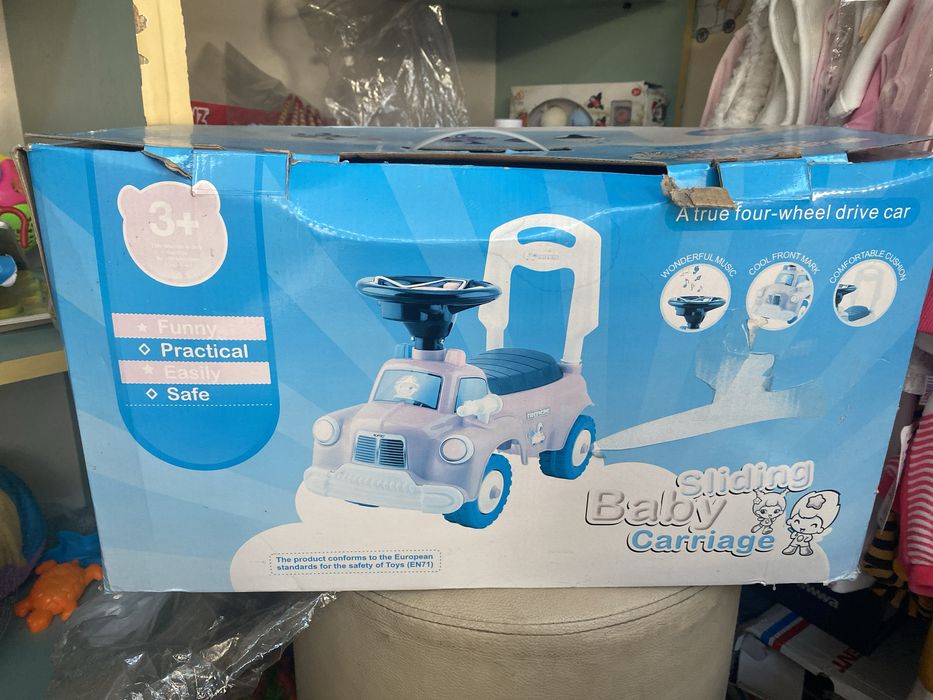 3+
Funny
Practical
Easily
Safe
A true four-wheel drive car
WONDERFUL MUSIC
COOL FRONT MARK
COMFORTABLE CUSHION
Sliding
Baby
Carriage
The product conforms to the European
standards for the safety of Toys (EN71)